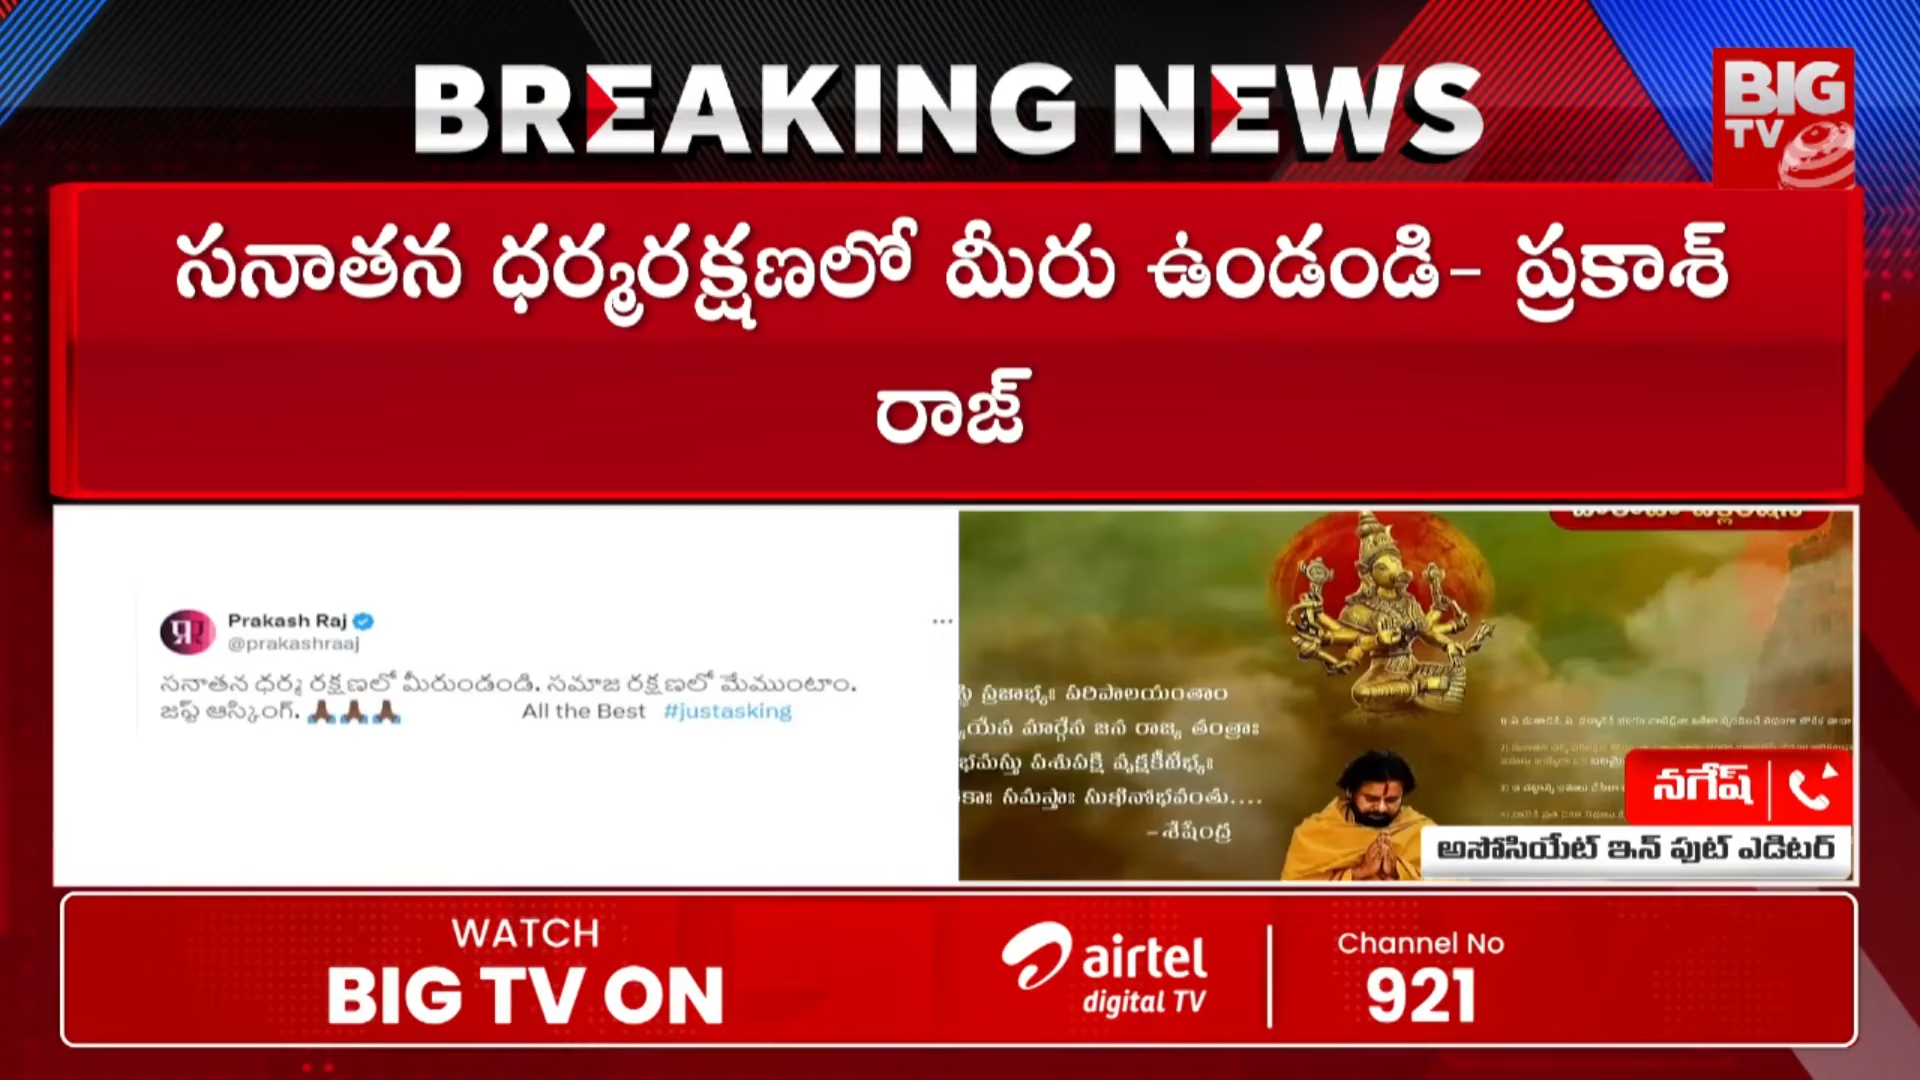 BREAKING NEWS
BIG
TV
సనాతన ధర్మరక్షణలో మీరు ఉండండి- ప్రకాశ్
రాజ్
Prakash Raj
@prakashraaj
సనాతన ధర్మ రక్షణలో మీరుండండి. సమాజ రక్షణలో మేముంటాం.
జస్ట్ ఆస్కింగ్. 🙏🏾🙏🏾🙏🏾 All the Best #justasking
ప్రజాభ్యః పరిపాలయంతాం
మార్గేన జన రాజ్య తంత్రాః
పశుపక్షి వృక్షకీటేభ్యః
సమస్తాః సుఖినోభవంతు....
-శేషేంద్ర
నగేష్
అసోసియేట్ ఇన్ పుట్ ఎడిటర్
WATCH
BIG TV ON
airtel
digital TV
Channel No
921